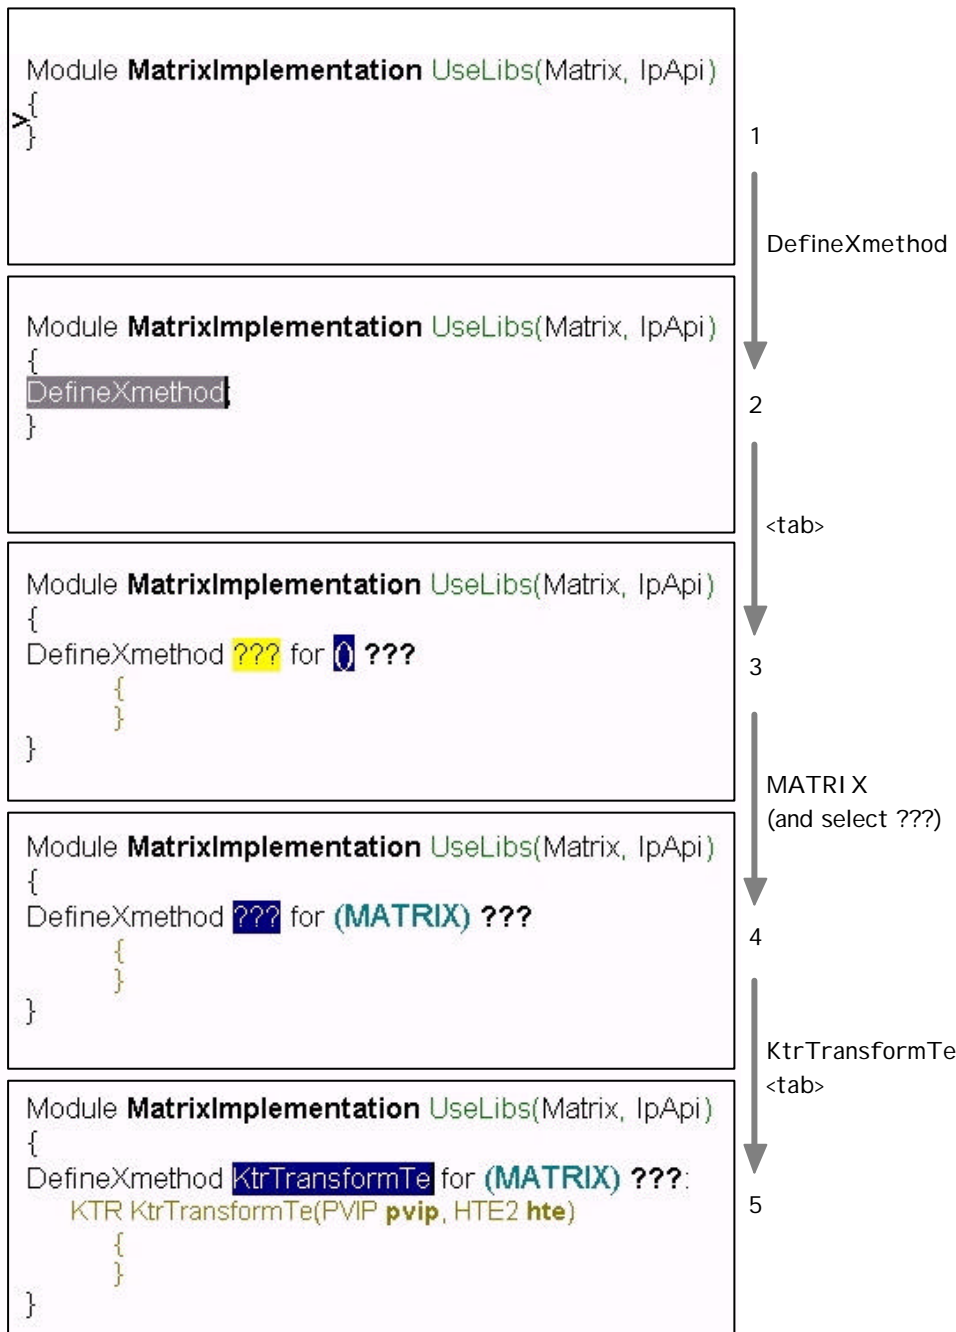 Module MatrixImplementation UseLibs(Matrix, IpApi)
{
>
}
1
DefineXmethod
Module MatrixImplementation UseLibs(Matrix, IpApi)
{
DefineXmethod;
}
2
<tab>
Module MatrixImplementation UseLibs(Matrix, IpApi)
{
DefineXmethod ??? for () ???
{
}
}
3
MATRIX
(and select ???)
Module MatrixImplementation UseLibs(Matrix, IpApi)
{
DefineXmethod ??? for (MATRIX) ???
{
}
}
4
KtrTransformTe
<tab>
Module MatrixImplementation UseLibs(Matrix, IpApi)
{
DefineXmethod KtrTransformTe for (MATRIX) ???:
KTR KtrTransformTe(PVIP pvip, HTE2 hte)
{
}
}
5